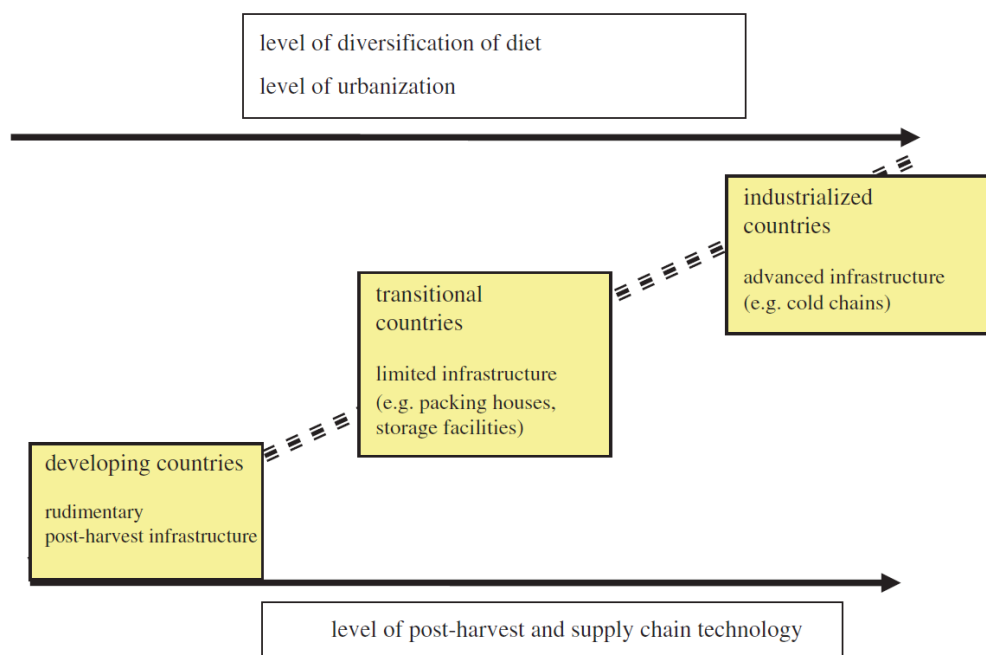 level of diversification of diet
level of urbanization
industrialized
countries
advanced infrastructure
(e.g. cold chains)
transitional
countries
limited infrastructure
(e.g. packing houses,
storage facilities)
developing countries
rudimentary
post-harvest infrastructure
level of post-harvest and supply chain technology